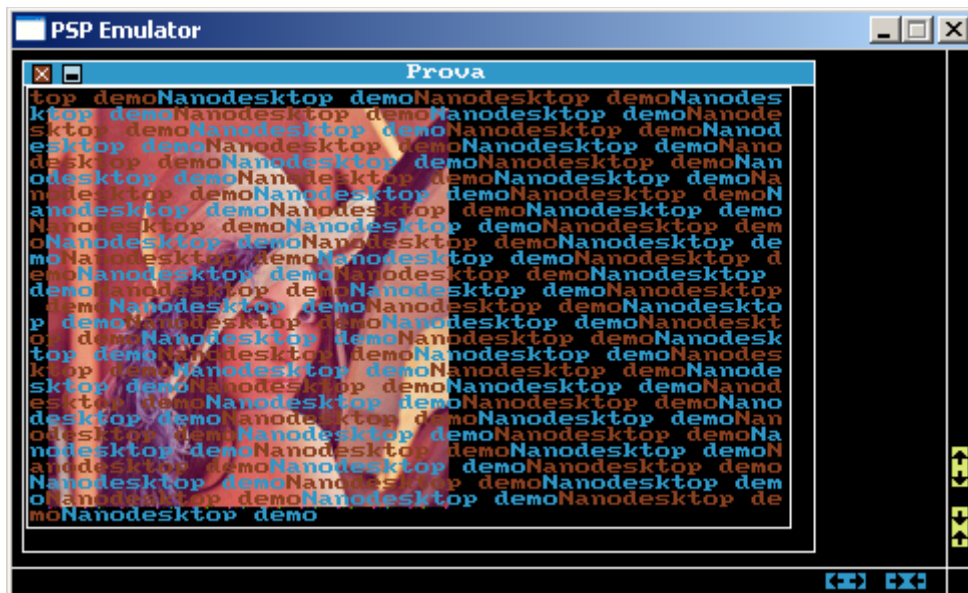 PSP Emulator
Prova
top demoNanodesktop demoNanodesktop demoNanodes
ktop demoNanodesktop demoNanodesktop demoNanode
sktop demoNanodesktop demoNanodesktop demoNanod
esktop demoNanodesktop demoNanodesktop demoNano
desktop demoNanodesktop demoNanodesktop demoNan
odesktop demoNanodesktop demoNanodesktop demoNa
nodesktop demoNanodesktop demoNanodesktop demoN
anodesktop demoNanodesktop demoNanodesktop demo
Nanodesktop demoNanodesktop demoNanodesktop dem
oNanodesktop demoNanodesktop demoNanodesktop de
moNanodesktop demoNanodesktop demoNanodesktop d
emoNanodesktop demoNanodesktop demoNanodesktop
demoNanodesktop demoNanodesktop demoNanodesktop
demoNanodesktop demoNanodesktop demoNanodeskto
p demoNanodesktop demoNanodesktop demoNanodeskt
op demoNanodesktop demoNanodesktop demoNanodesk
top demoNanodesktop demoNanodesktop demoNanodes
ktop demoNanodesktop demoNanodesktop demoNanode
sktop demoNanodesktop demoNanodesktop demoNanod
esktop demoNanodesktop demoNanodesktop demoNano
desktop demoNanodesktop demoNanodesktop demoNan
odesktop demoNanodesktop demoNanodesktop demoNa
nodesktop demoNanodesktop demoNanodesktop demoN
anodesktop demoNanodesktop demoNanodesktop demo
Nanodesktop demoNanodesktop demoNanodesktop dem
oNanodesktop demoNanodesktop demoNanodesktop de
moNanodesktop demo